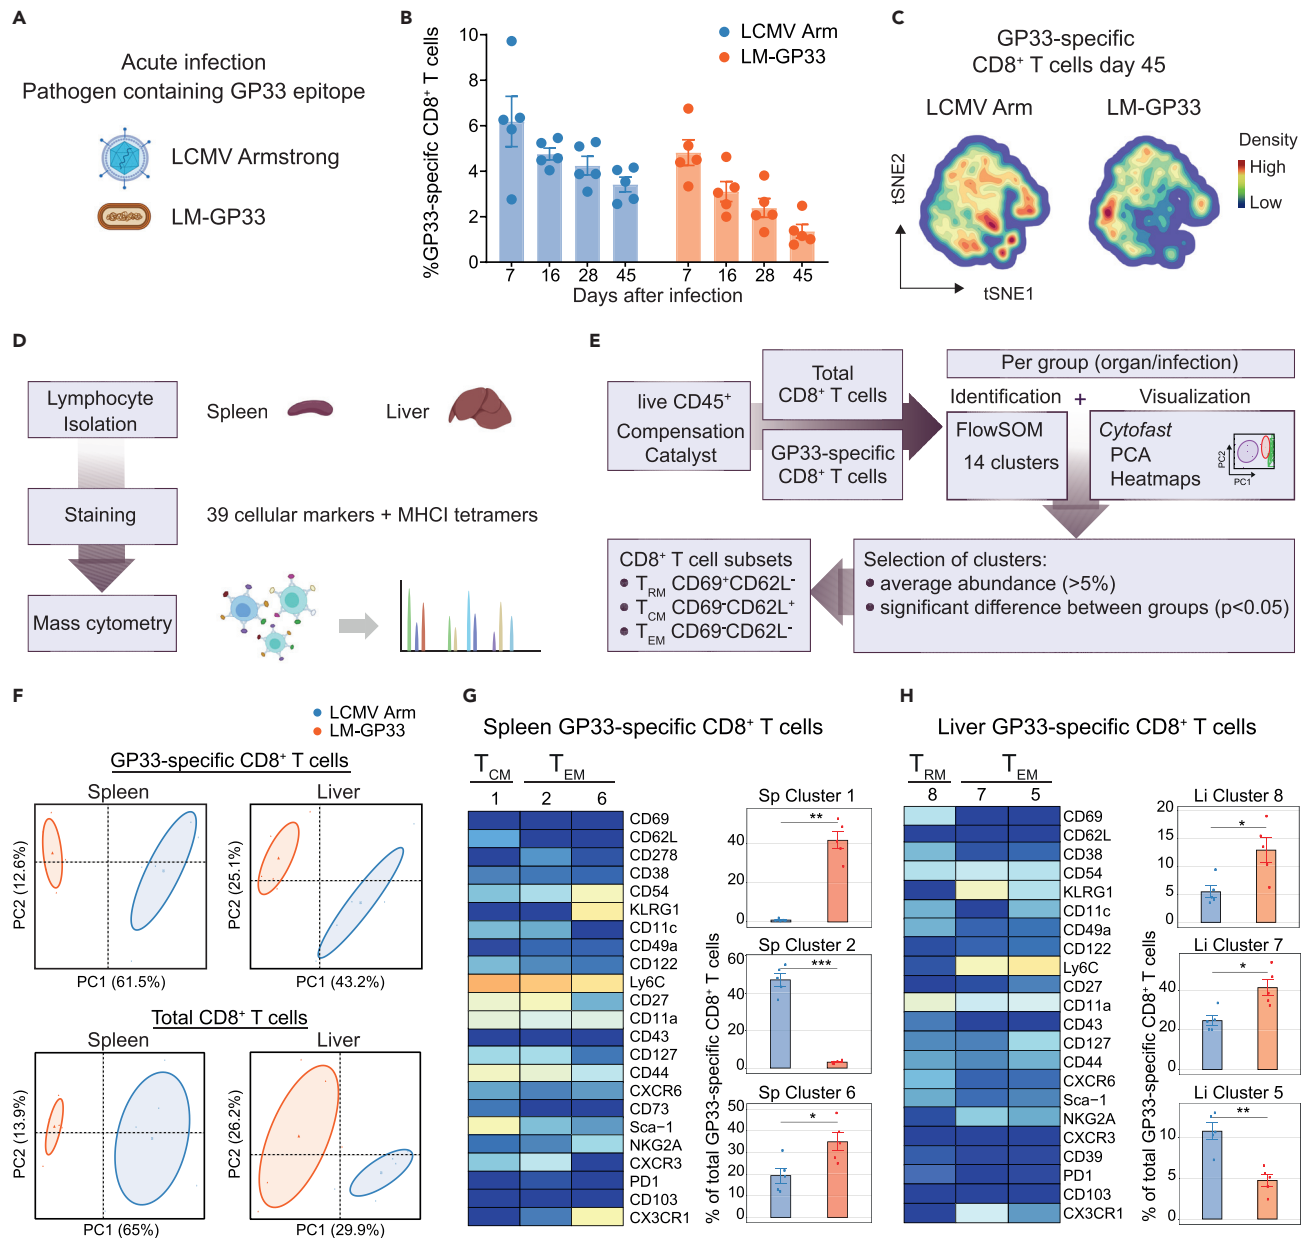 A
Acute infection
Pathogen containing GP33 epitope
LCMV Armstrong
LM-GP33
B
LCMV Arm
LM-GP33
%GP33-specific CD8⁺ T cells
10
8
6
4
2
0
7 16 28 45 7 16 28 45
Days after infection
C
GP33-specific
CD8⁺ T cells day 45
LCMV Arm LM-GP33
Density
High
Low
tSNE2
tSNE1
D
Lymphocyte
Isolation
Spleen Liver
Staining
39 cellular markers + MHCI tetramers
Mass cytometry
E
live CD45⁺
Compensation
Catalyst
Total
CD8⁺ T cells
GP33-specific
CD8⁺ T cells
Per group (organ/infection)
Identification + Visualization
FlowSOM
14 clusters
Cytofast
PCA
Heatmaps
PC2
PC1
Selection of clusters:
average abundance (>5%)
significant difference between groups (p<0.05)
CD8⁺ T cell subsets
T_RM CD69⁺CD62L⁻
T_CM CD69⁻CD62L⁺
T_EM CD69⁻CD62L⁻
F
LCMV Arm
LM-GP33
GP33-specific CD8⁺ T cells
Spleen Liver
PC2 (12.6%)
PC1 (61.5%)
PC2 (25.1%)
PC1 (43.2%)
Total CD8⁺ T cells
Spleen Liver
PC2 (13.9%)
PC1 (65%)
PC2 (26.2%)
PC1 (29.9%)
G
Spleen GP33-specific CD8⁺ T cells
T_CM T_EM
1 2 6
CD69
CD62L
CD278
CD38
CD54
KLRG1
CD11c
CD49a
CD122
Ly6C
CD27
CD11a
CD43
CD127
CD44
CXCR6
CD73
Sca−1
NKG2A
CXCR3
PD1
CD103
CX3CR1
% of total GP33-specific CD8⁺ T cells
Sp Cluster 1
**
40
20
0
Sp Cluster 2
***
60
40
20
0
Sp Cluster 6
*
50
40
30
20
10
0
H
Liver GP33-specific CD8⁺ T cells
T_RM T_EM
8 7 5
CD69
CD62L
CD38
CD54
KLRG1
CD11c
CD49a
CD122
Ly6C
CD27
CD11a
CD43
CD127
CD44
CXCR6
Sca−1
NKG2A
CXCR3
CD39
PD1
CD103
CX3CR1
% of total GP33-specific CD8⁺ T cells
Li Cluster 8
*
20
15
10
5
0
Li Cluster 7
*
60
40
20
0
Li Cluster 5
**
10
5
0